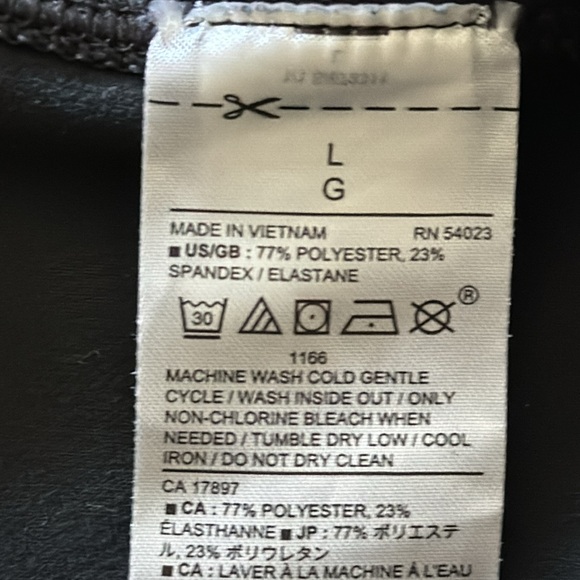 L
G
MADE IN VIETNAM RN 54023
■ US/GB : 77% POLYESTER, 23%
SPANDEX / ELASTANE
30 ®
1166
MACHINE WASH COLD GENTLE
CYCLE / WASH INSIDE OUT / ONLY
NON-CHLORINE BLEACH WHEN
NEEDED / TUMBLE DRY LOW / COOL
IRON / DO NOT DRY CLEAN
CA 17897
■ CA : 77% POLYESTER, 23%
ÉLASTHANNE ■ JP : 77% ポリエステ
ル, 23% ポリウレタン
■ CA : LAVER À LA MACHINE À L'EAU